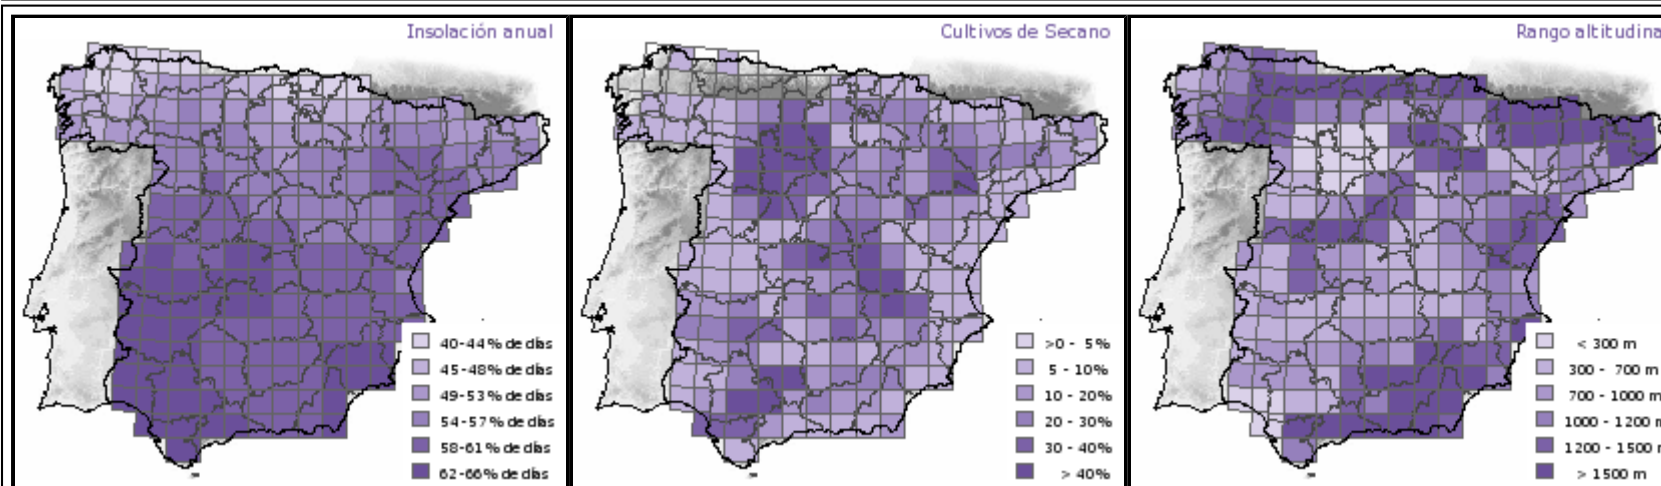 Insolación anual
40-44% de días
45-48% de días
49-53% de días
54-57% de días
58-61% de días
62-66% de días
Cultivos de Secano
>0 - 5%
5 - 10%
10 - 20%
20 - 30%
30 - 40%
> 40%
Rango altitudina
< 300 m
300 - 700 m
700 - 1000 m
1000 - 1200 m
1200 - 1500 m
> 1500 m